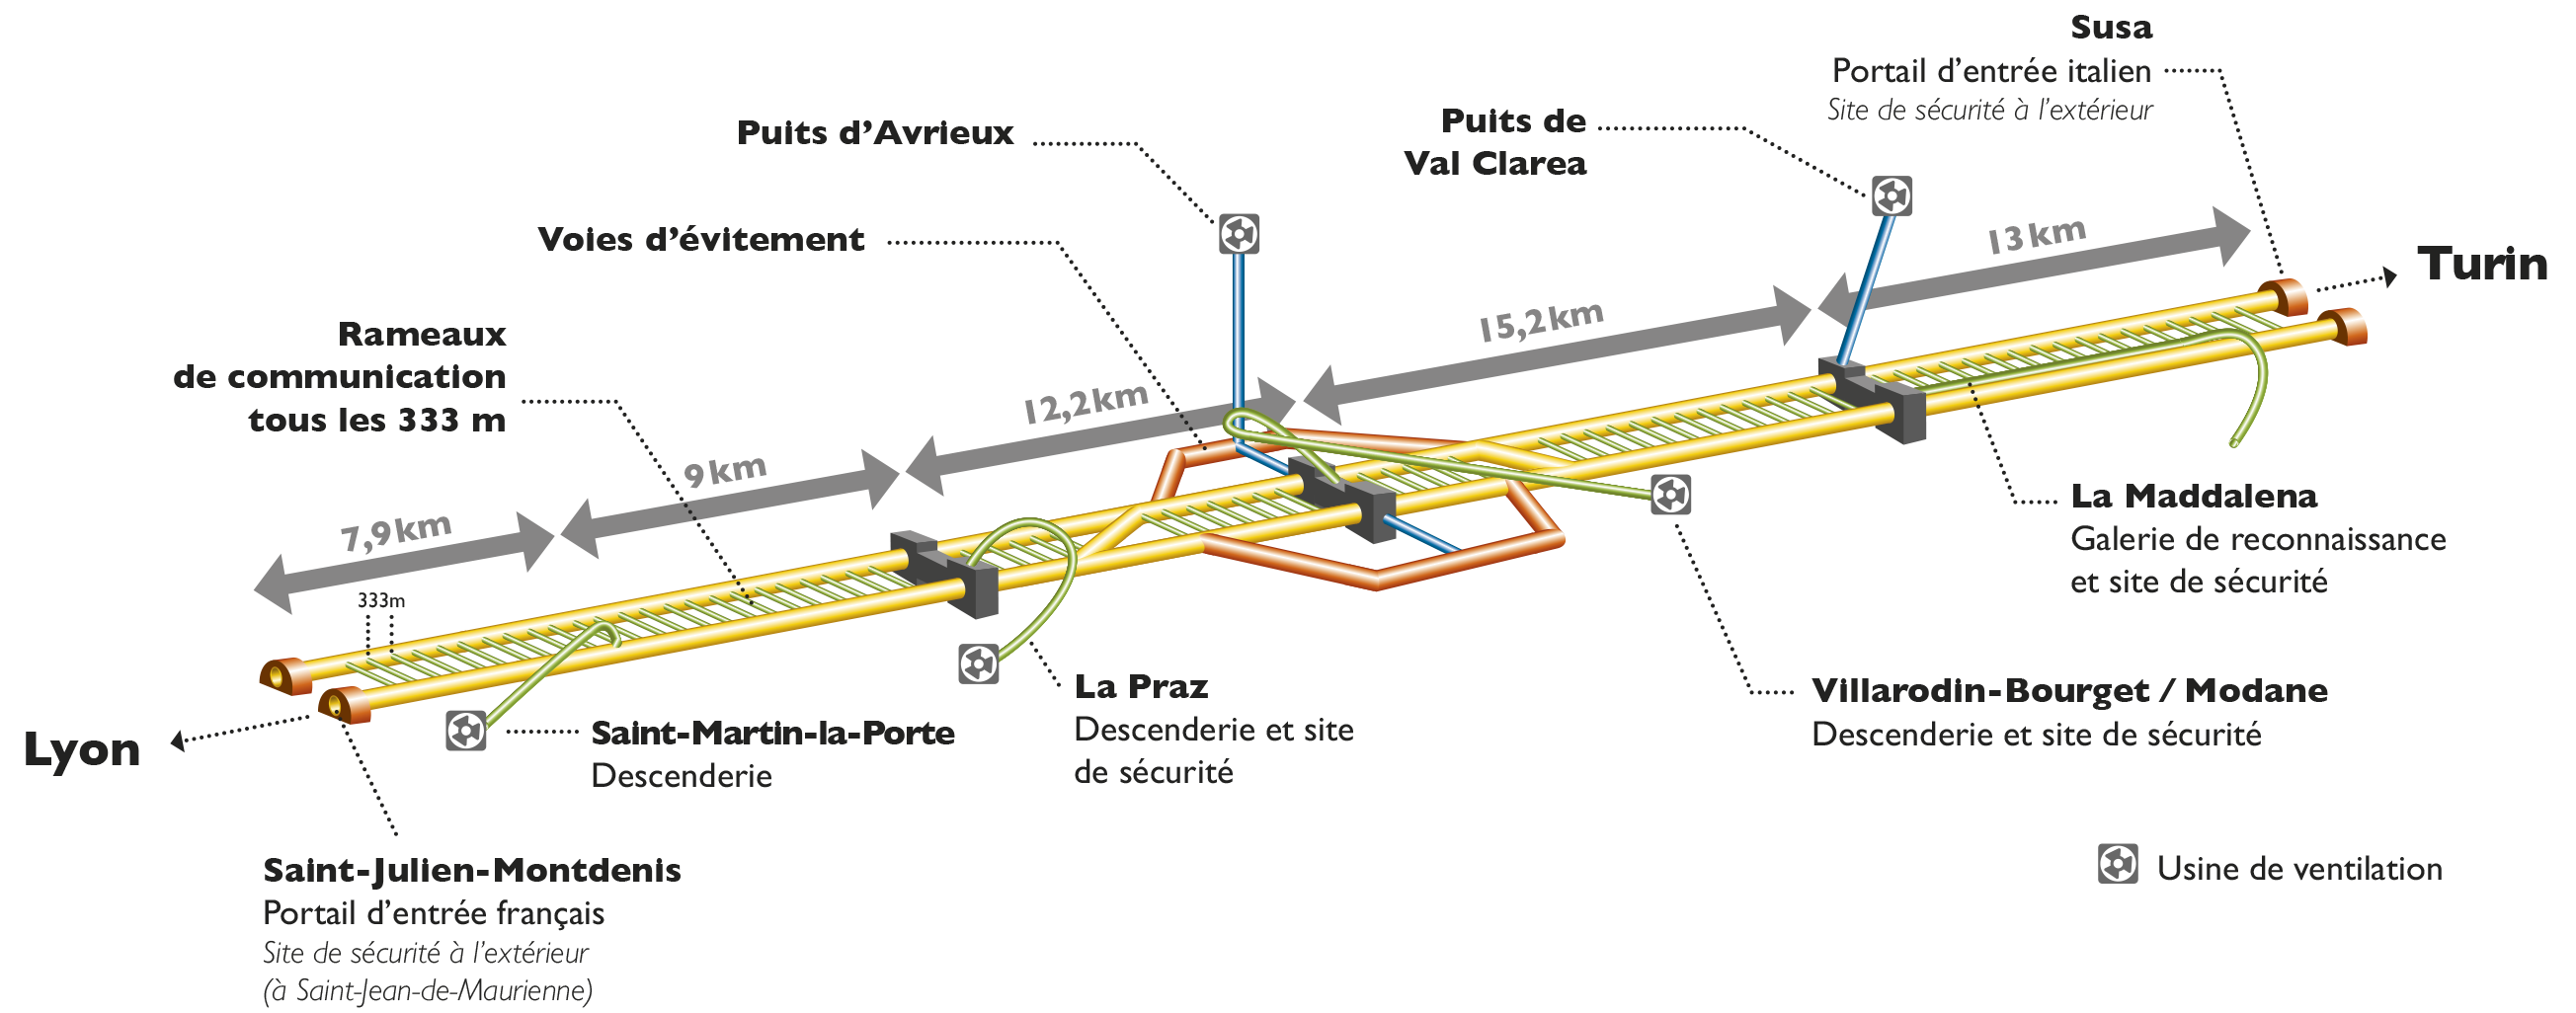 Susa
Portail d’entrée italien
Site de sécurité à l’extérieur
Puits de
Val Clarea
Puits d’Avrieux
Voies d’évitement
Rameaux
de communication
tous les 333 m
7,9 km
9 km
12,2 km
15,2 km
13 km
Turin
333m
Lyon
La Maddalena
Galerie de reconnaissance
et site de sécurité
Villarodin-Bourget / Modane
Descenderie et site de sécurité
La Praz
Descenderie et site
de sécurité
Saint-Martin-la-Porte
Descenderie
Saint-Julien-Montdenis
Portail d’entrée français
Site de sécurité à l’extérieur
(à Saint-Jean-de-Maurienne)
Usine de ventilation